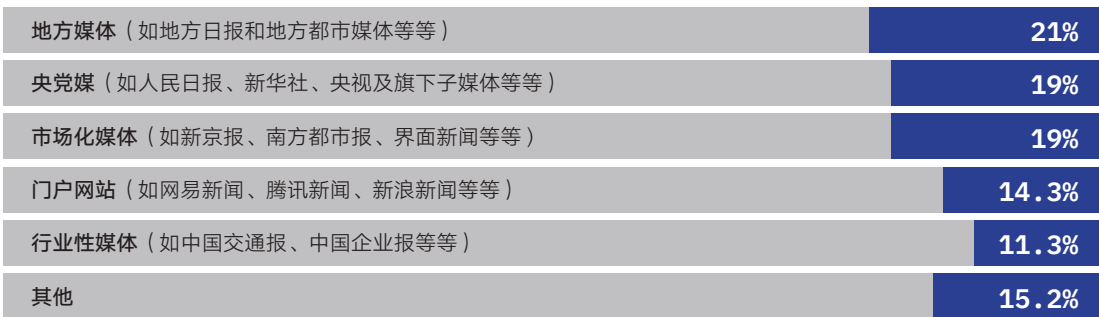 地方媒体（如地方日报和地方都市媒体等等） 21%
央党媒（如人民日报、新华社、央视及旗下子媒体等等） 19%
市场化媒体（如新京报、南方都市报、界面新闻等等） 19%
门户网站（如网易新闻、腾讯新闻、新浪新闻等等） 14.3%
行业性媒体（如中国交通报、中国企业报等等） 11.3%
其他 15.2%